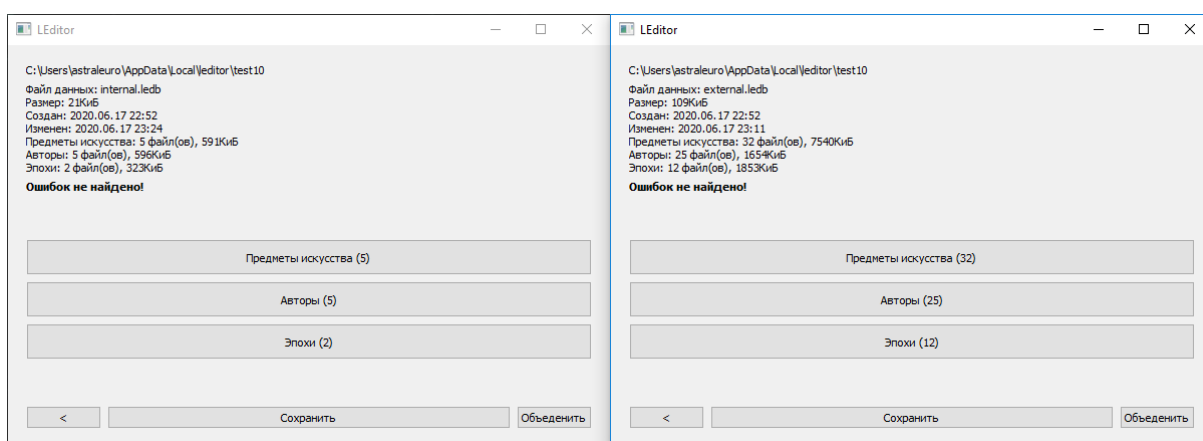 LEditor
C:\Users\astraleuro\AppData\Local\leditor\test10
Файл данных: internal.ledb
Размер: 21КиБ
Создан: 2020.06.17 22:52
Изменен: 2020.06.17 23:24
Предметы искусства: 5 файл(ов), 591КиБ
Авторы: 5 файл(ов), 596КиБ
Эпохи: 2 файл(ов), 323КиБ
Ошибок не найдено!
Предметы искусства (5)
Авторы (5)
Эпохи (2)
< Сохранить Объеденить
LEditor
C:\Users\astraleuro\AppData\Local\leditor\test10
Файл данных: external.ledb
Размер: 109КиБ
Создан: 2020.06.17 22:52
Изменен: 2020.06.17 23:11
Предметы искусства: 32 файл(ов), 7540КиБ
Авторы: 25 файл(ов), 1654КиБ
Эпохи: 12 файл(ов), 1853КиБ
Ошибок не найдено!
Предметы искусства (32)
Авторы (25)
Эпохи (12)
< Сохранить Объеденить